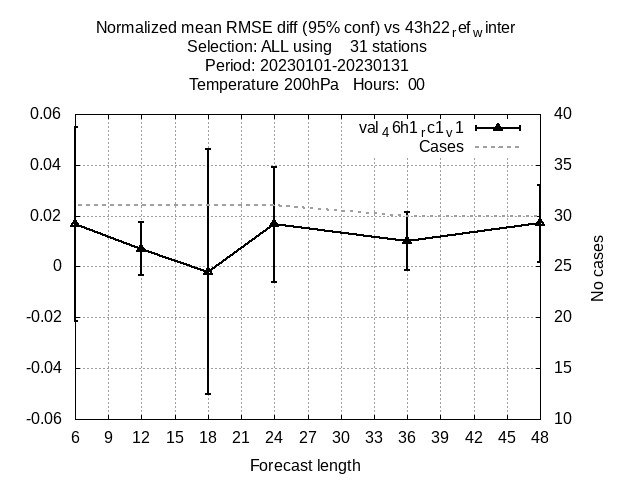 Normalized mean RMSE diff (95% conf) vs 43h22refwinter
Selection: ALL using 31 stations
Period: 20230101-20230131
Temperature 200hPa Hours: 00
val46h1rc1v1
Cases
0.06
0.04
0.02
0
-0.02
-0.04
-0.06
40
35
30
25
20
15
10
No cases
6 9 12 15 18 21 24 27 30 33 36 39 42 45 48
Forecast length